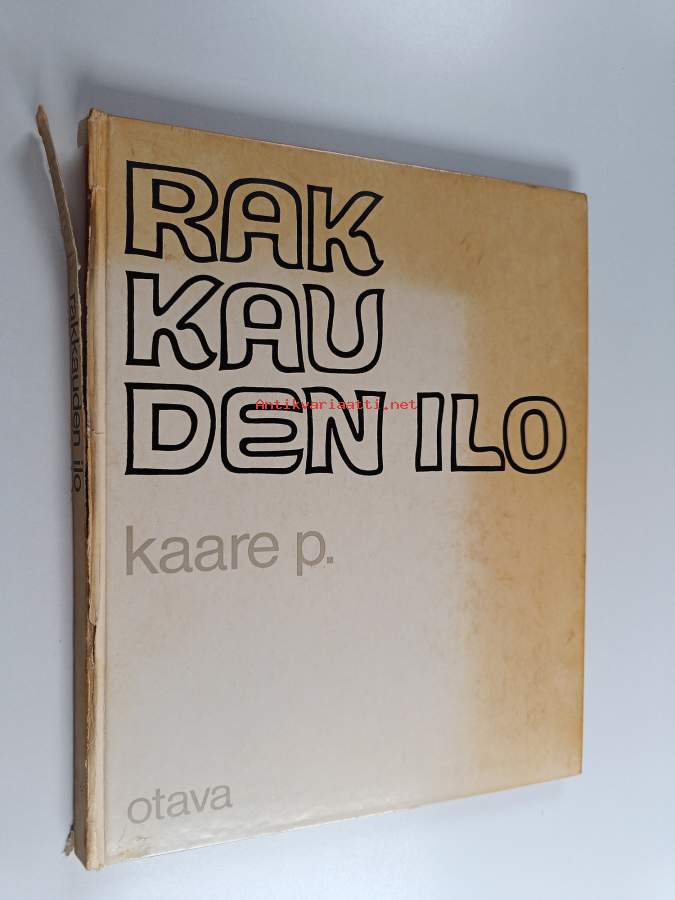 RAK
KAU
DEN ILO
Antikvariaatti.net
kaare p.
otava
rakkauden ilo